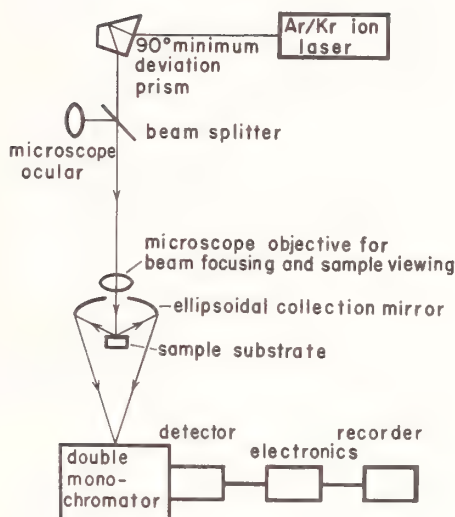 Ar/Kr ion
laser
90° minimum
deviation
prism
beam splitter
microscope
ocular
microscope objective for
beam focusing and sample viewing
ellipsoidal collection mirror
sample substrate
detector
recorder
electronics
double
mono-
chromator